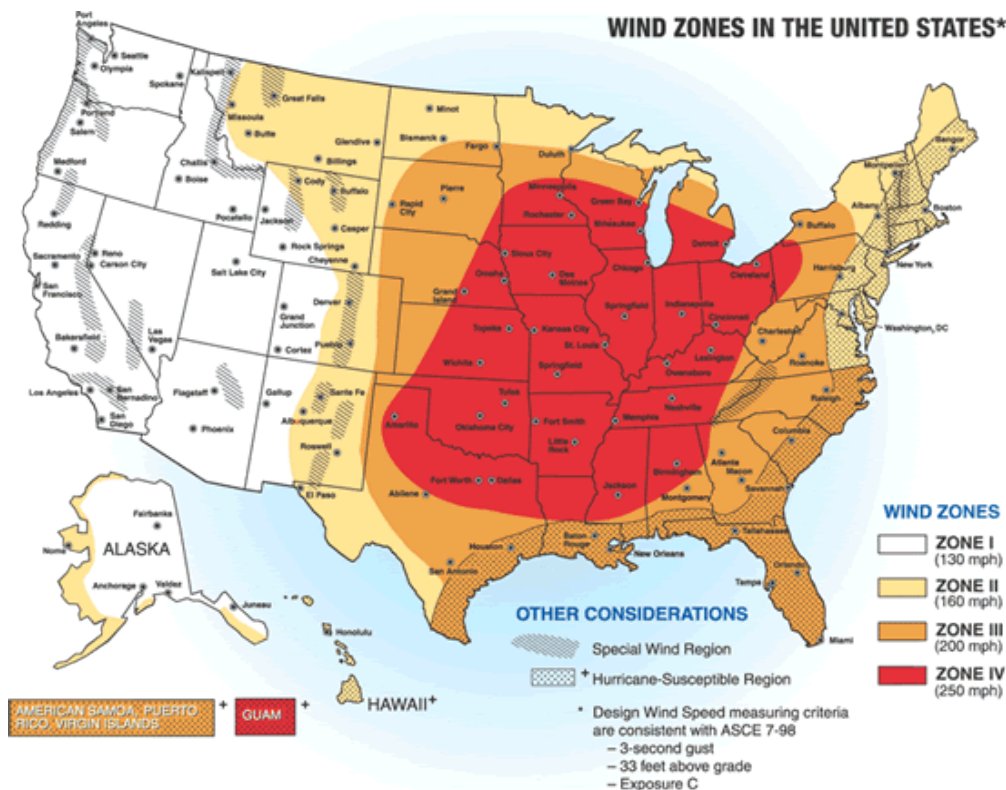 WIND ZONES IN THE UNITED STATES*
Port
Angeles
Seattle
Olympia
Spokane
Kalispell
Great Falls
Missoula
Butte
Glendive
Billings
Minot
Bismarck
Fargo
Duluth
Portland
Salem
Medford
Challis
Boise
Pocatello
Cody
Buffalo
Jackson
Casper
Rock Springs
Cheyenne
Pierre
Rapid
City
Minneapolis
Rochester
Green Bay
Milwaukee
Chicago
Detroit
Cleveland
Buffalo
Albany
Montpelier
Bangor
Boston
New York
Harrisburg
Washington, DC
Redding
Sacramento
Reno
Carson City
San
Francisco
Salt Lake City
Grand
Junction
Denver
Pueblo
Cortez
Sioux City
Omaha
Des
Moines
Grand
Island
Topeka
Kansas City
Springfield
St. Louis
Indianapolis
Cincinnati
Lexington
Owensboro
Charleston
Roanoke
Raleigh
Bakersfield
Las
Vegas
Los Angeles
San
Bernadino
San
Diego
Flagstaff
Phoenix
Gallup
Sante Fe
Albuquerque
Roswell
El Paso
Wichita
Springfield
Tulsa
Amarillo
Oklahoma City
Fort Smith
Little
Rock
Memphis
Nashville
Birmingham
Atlanta
Macon
Columbia
Savannah
Montgomery
Jackson
Fort Worth
Dallas
Abilene
San Antonio
Houston
Baton
Rouge
New Orleans
Tallahassee
Orlando
Tampa
Miami
Fairbanks
Nome
ALASKA
Anchorage
Valdez
Juneau
Honolulu
HAWAII+
AMERICAN SAMOA, PUERTO
RICO, VIRGIN ISLANDS
+
GUAM
+
OTHER CONSIDERATIONS
Special Wind Region
+ Hurricane-Susceptible Region
* Design Wind Speed measuring criteria
are consistent with ASCE 7-98
– 3-second gust
– 33 feet above grade
– Exposure C
WIND ZONES
ZONE I
(130 mph)
ZONE II
(160 mph)
ZONE III
(200 mph)
ZONE IV
(250 mph)